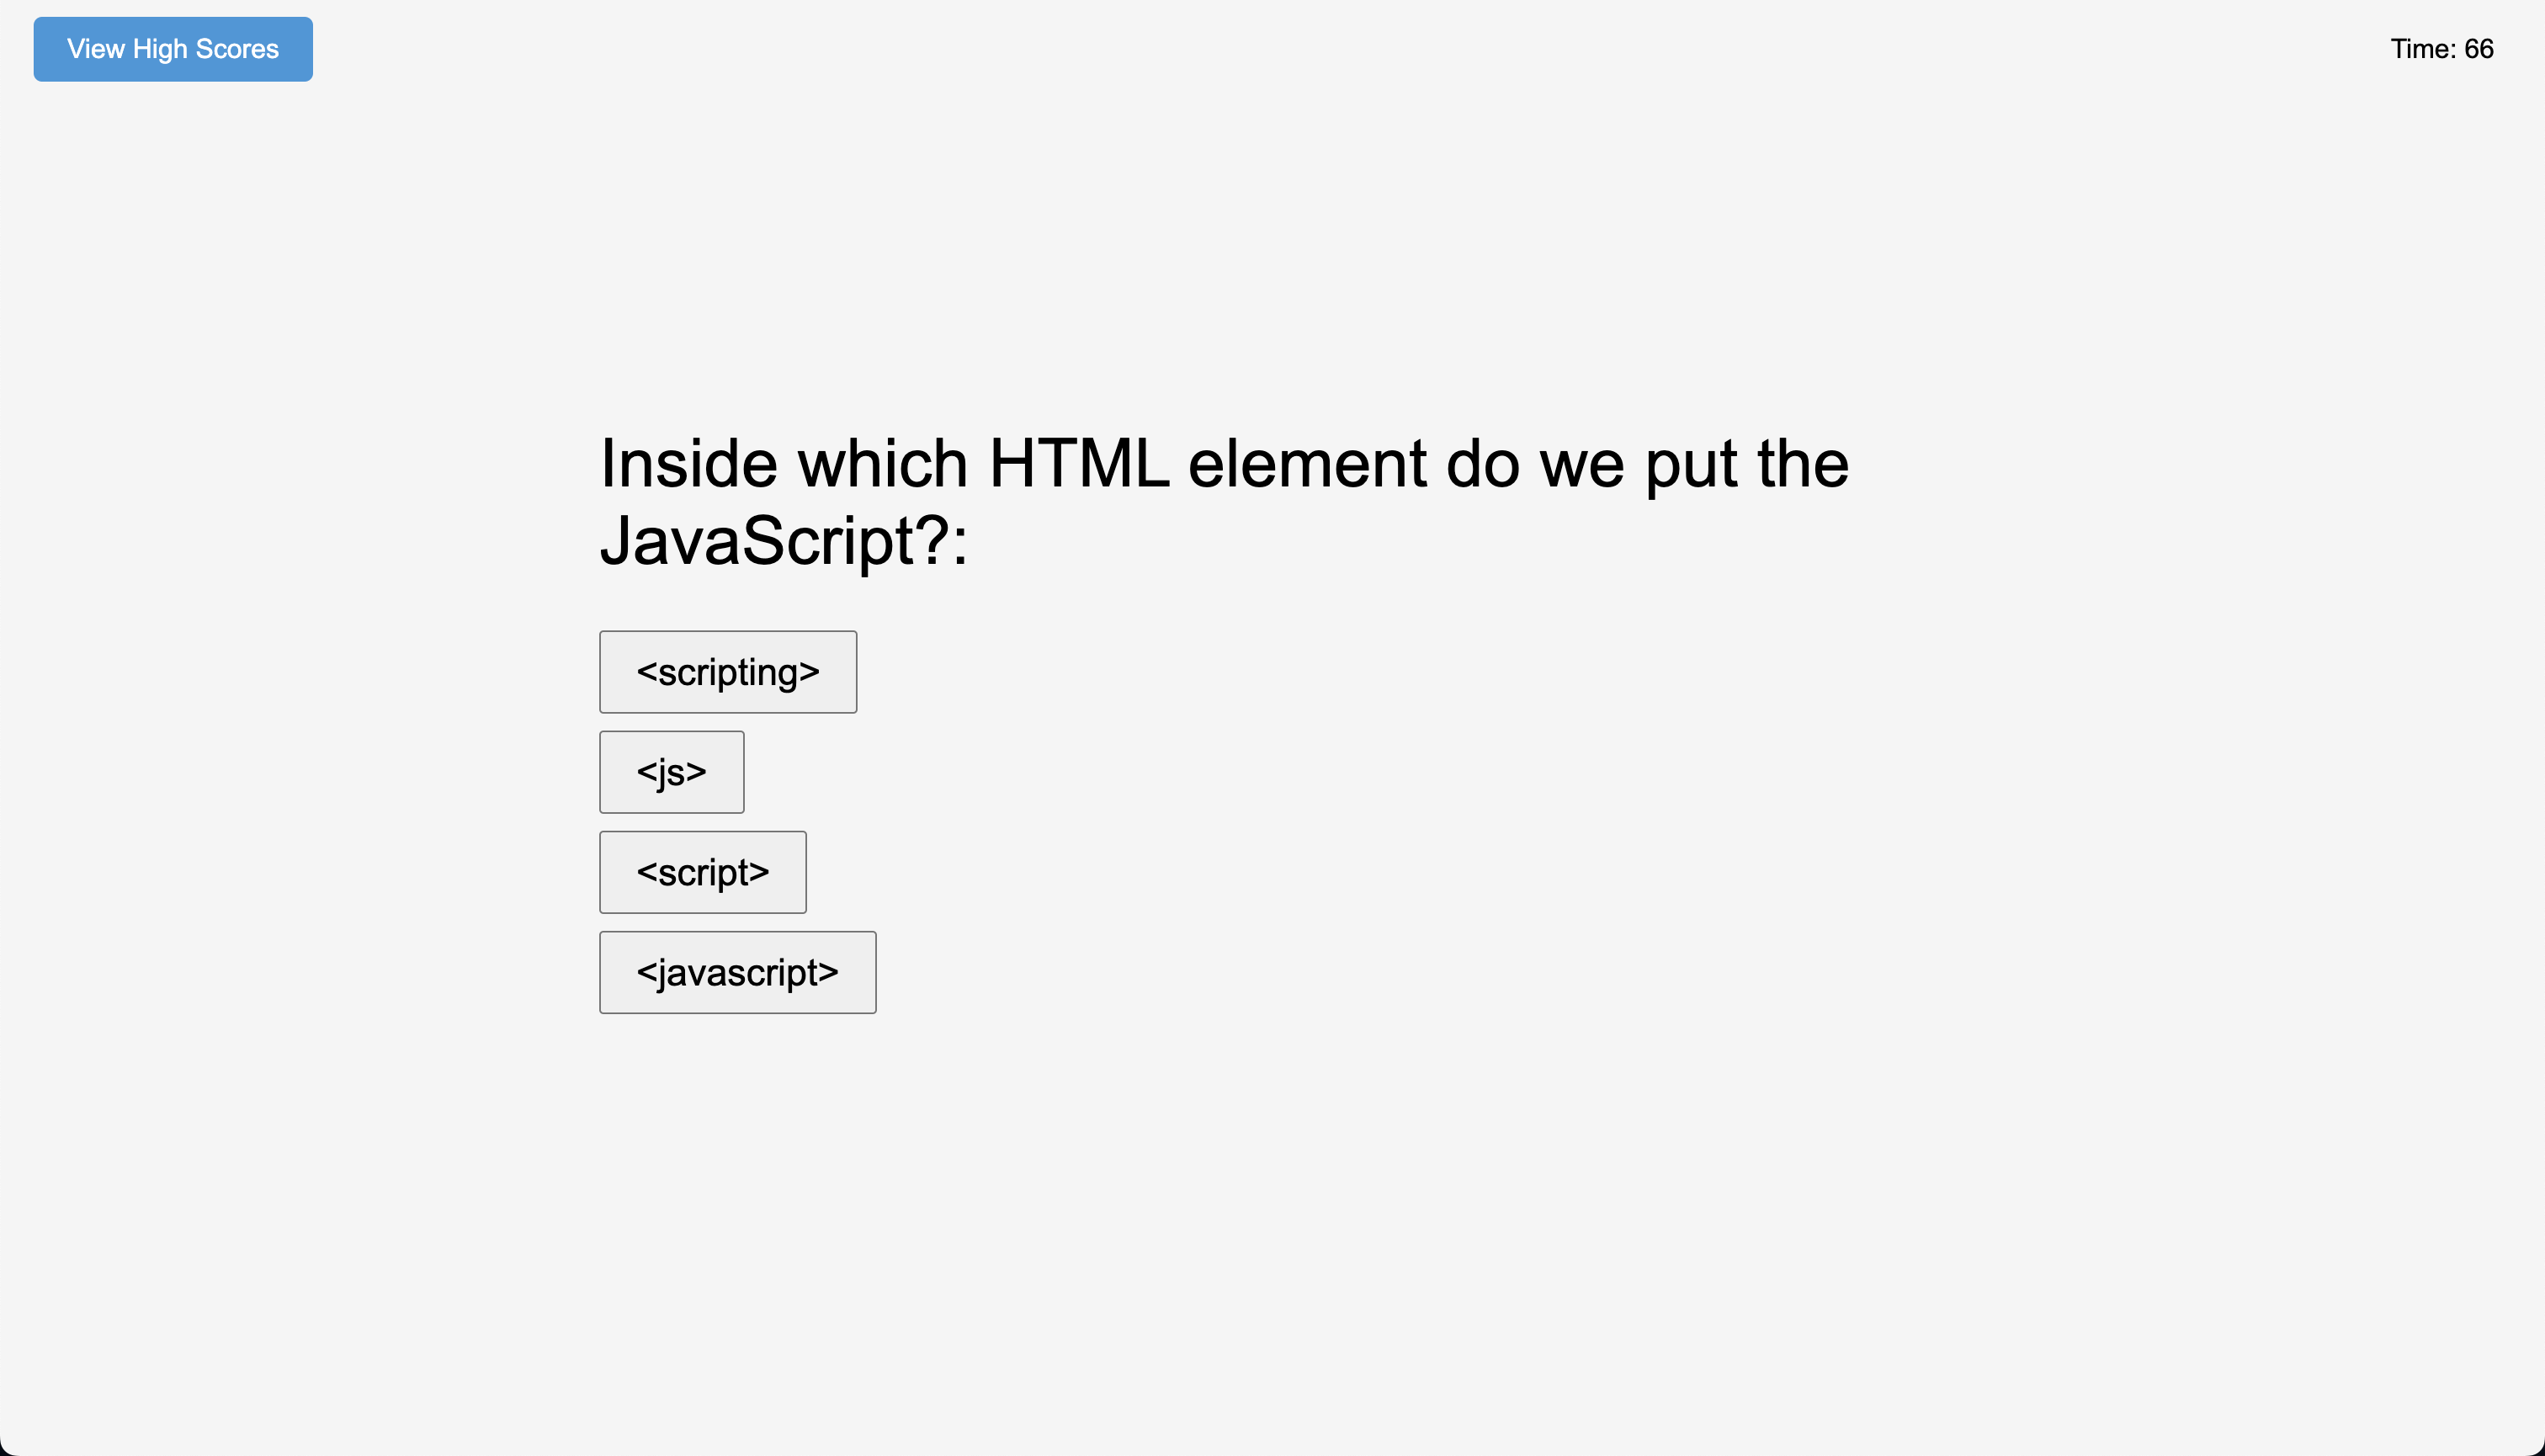 View High Scores
Time: 66
Inside which HTML element do we put the
JavaScript?:
<scripting>
<js>
<script>
<javascript>